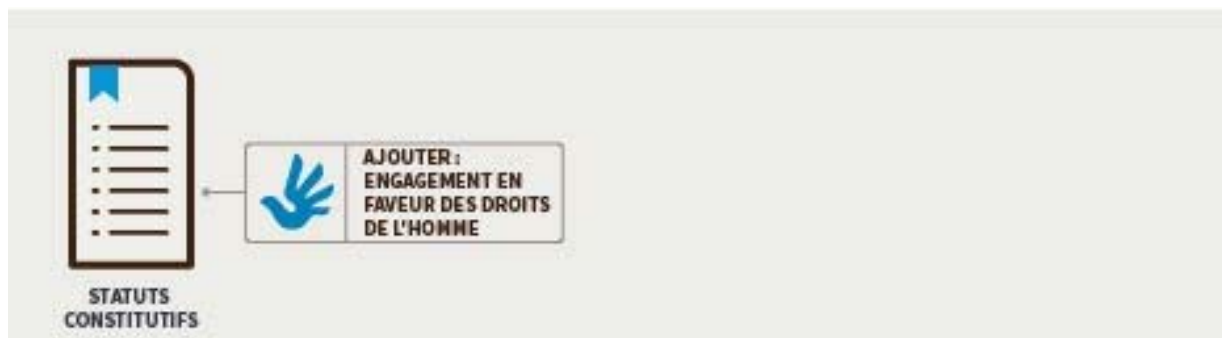 AJOUTER :
ENGAGEMENT EN
FAVEUR DES DROITS
DE L'HOMME
STATUTS
CONSTITUTIFS